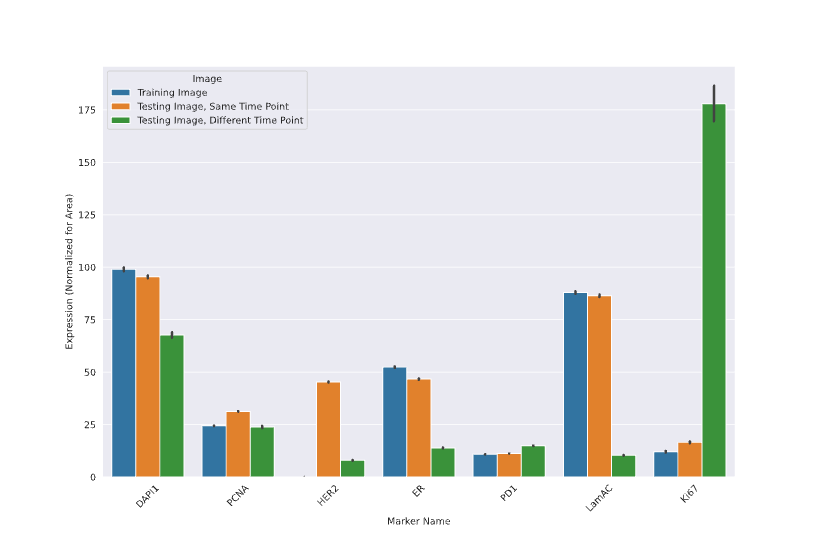 Image
Training Image
Testing Image, Same Time Point
Testing Image, Different Time Point
Expression (Normalized for Area)
175
150
125
100
75
50
25
0
DAPI1
PCNA
HER2
ER
PD1
LamAC
Ki67
Marker Name